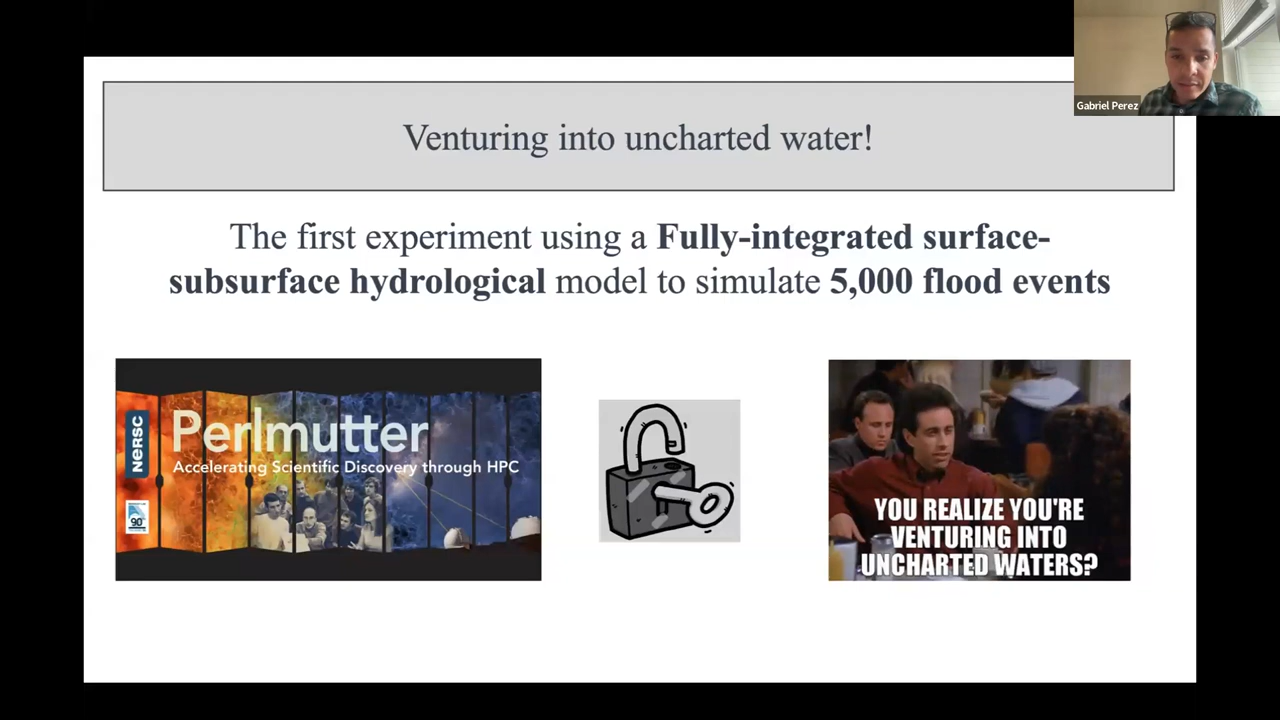 Gabriel Perez
Venturing into uncharted water!
The first experiment using a Fully-integrated surface-
subsurface hydrological model to simulate 5,000 flood events
NERSC
Perlmutter
Accelerating Scientific Discovery through HPC
90
YOU REALIZE YOU'RE
VENTURING INTO
UNCHARTED WATERS?